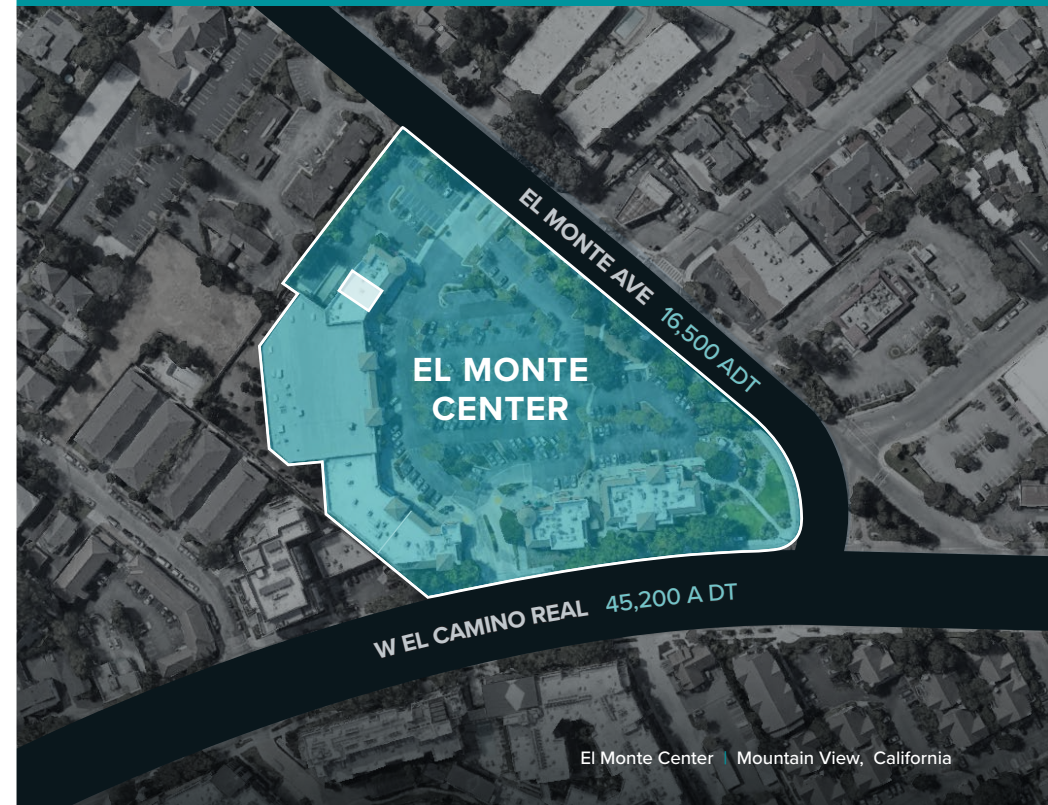 EL MONTE AVE 16,500 ADT
EL MONTE
CENTER
W EL CAMINO REAL 45,200 A DT
El Monte Center | Mountain View, California